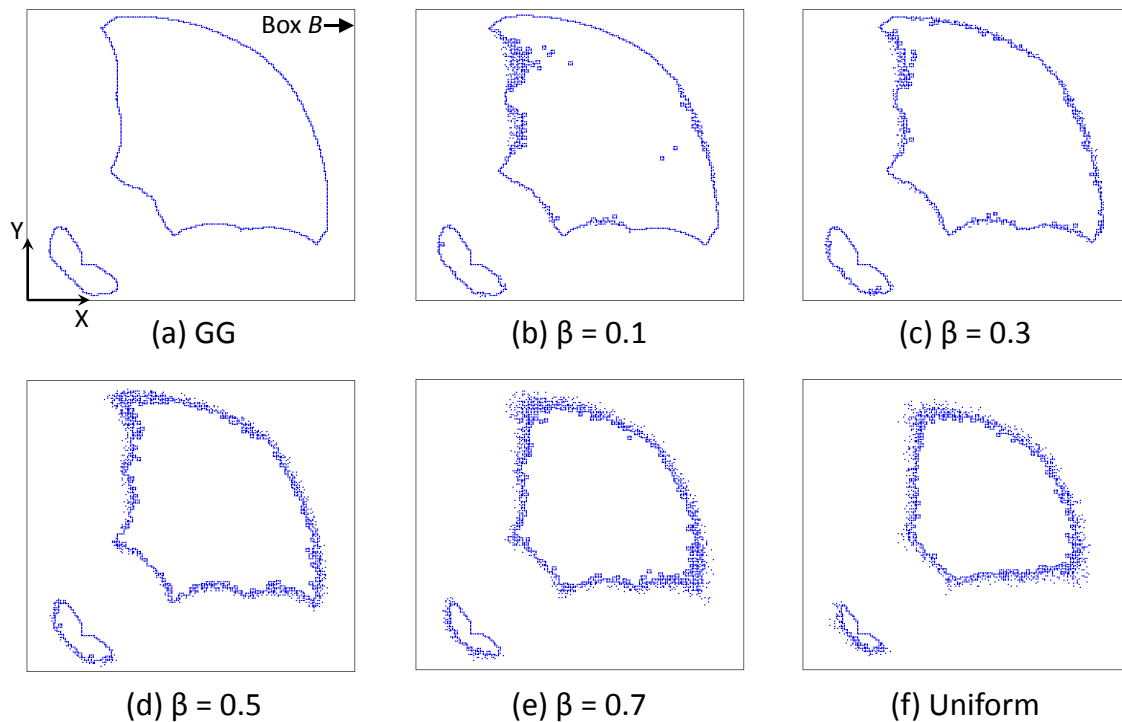 Box B
Y
X
(a) GG
(b) β = 0.1
(c) β = 0.3
(d) β = 0.5
(e) β = 0.7
(f) Uniform